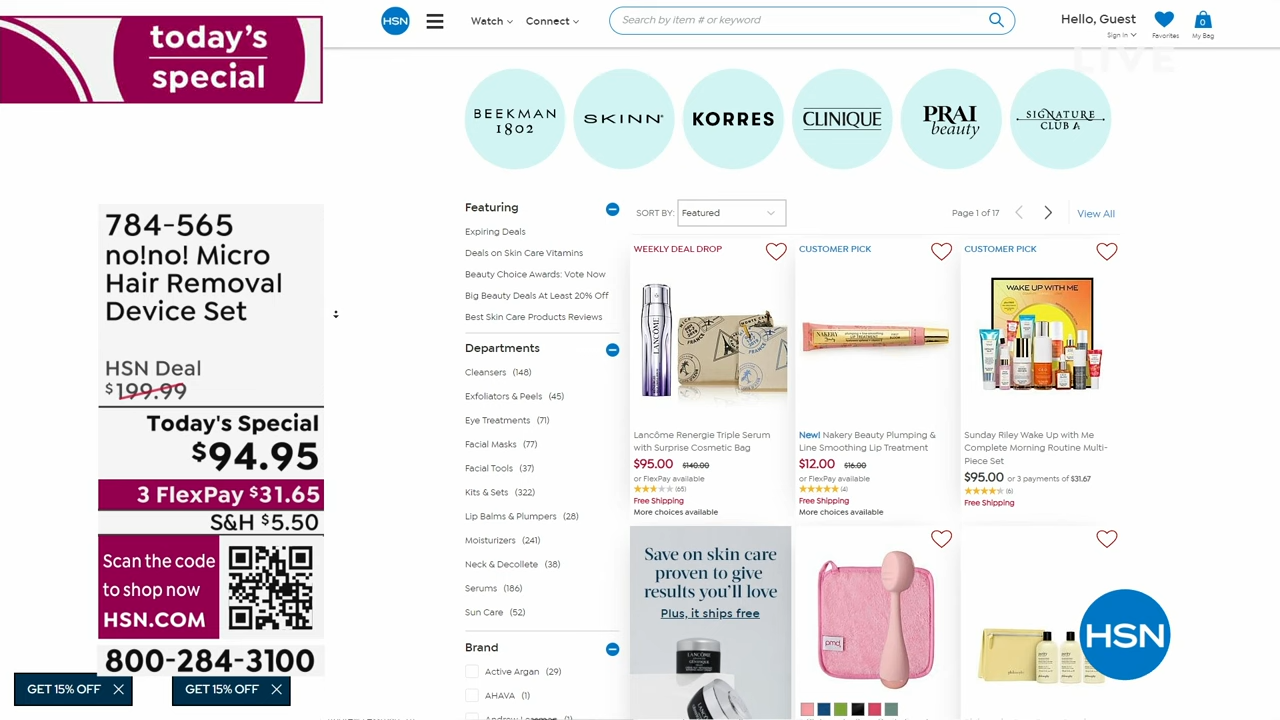 today's
special
HSN
Watch
Connect
Search by item # or keyword
Hello, Guest
Sign in
Favorites
0
My Bag
LIVE
BEEKMAN
1802
SKINN
KORRES
CLINIQUE
PRAI
beauty
SIGNATURE
CLUB A
784-565
no!no! Micro
Hair Removal
Device Set
HSN Deal
$199.99
Today's Special
$94.95
3 FlexPay $31.65
S&H $5.50
Scan the code
to shop now
HSN.COM
800-284-3100
GET 15% OFF
GET 15% OFF
Featuring
Expiring Deals
Deals on Skin Care Vitamins
Beauty Choice Awards: Vote Now
Big Beauty Deals At Least 20% Off
Best Skin Care Products Reviews
Departments
Cleansers (148)
Exfoliators & Peels (45)
Eye Treatments (71)
Facial Masks (77)
Facial Tools (37)
Kits & Sets (322)
Lip Balms & Plumpers (28)
Moisturizers (241)
Neck & Decollete (38)
Serums (186)
Sun Care (52)
Brand
Active Argan (29)
AHAVA (1)
SORT BY: Featured
Page 1 of 17
View All
WEEKLY DEAL DROP
LANCÔME
Lancôme Renergie Triple Serum
with Surprise Cosmetic Bag
$95.00 $140.00
or FlexPay available
(65)
Free Shipping
More choices available
CUSTOMER PICK
NAKERY
New! Nakery Beauty Plumping &
Line Smoothing Lip Treatment
$12.00 $16.00
or FlexPay available
(4)
Free Shipping
More choices available
CUSTOMER PICK
WAKE UP WITH ME
Sunday Riley Wake Up with Me
Complete Morning Routine Multi-
Piece Set
$95.00 or 3 payments of $31.67
(6)
Free Shipping
Save on skin care
proven to give
results you'll love
Plus, it ships free
LANCÔME
pmd
HSN